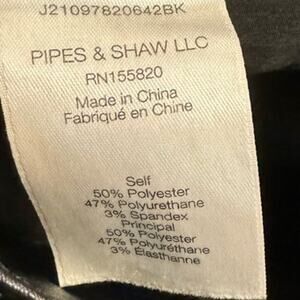 J21097820642BK
PIPES & SHAW LLC
RN155820
Made in China
Fabriqué en Chine
Self
50% Polyester
47% Polyurethane
3% Spandex
Principal
50% Polyester
47% Polyuréthane
3% Élasthanne